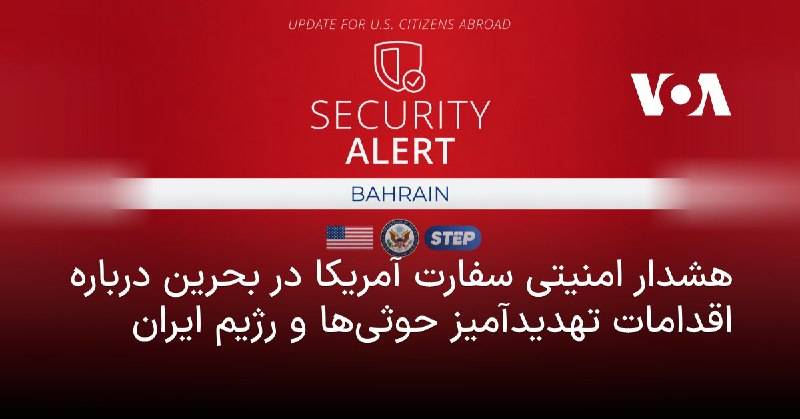 UPDATE FOR U.S. CITIZENS ABROAD
SECURITY
ALERT
VOA
BAHRAIN
STEP
هشدار امنیتی سفارت آمریکا در بحرین درباره
اقدامات تهدیدآمیز حوثی‌ها و رژیم ایران